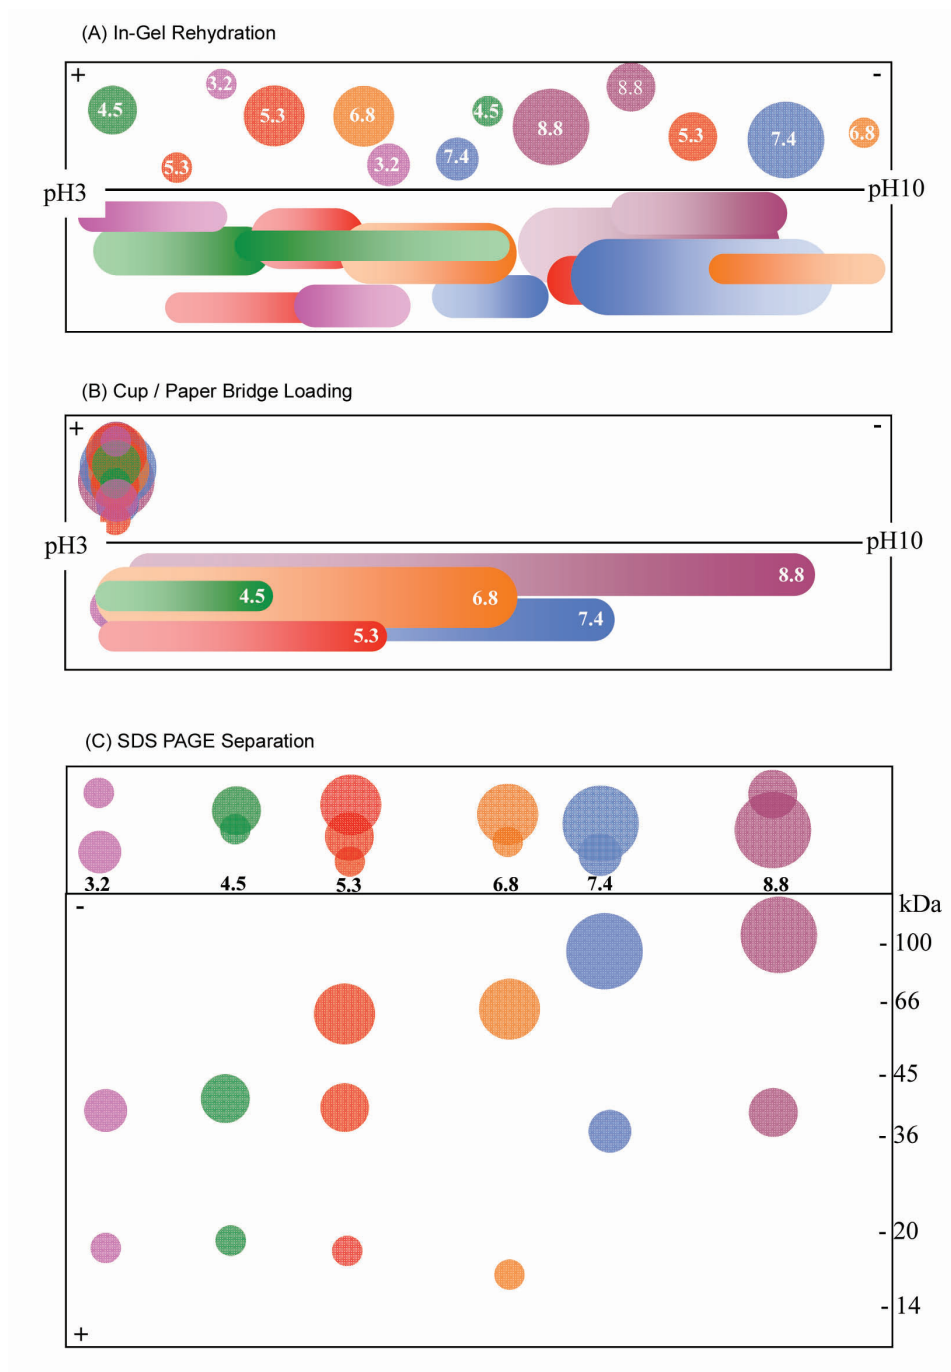 (A) In-Gel Rehydration
+ -
3.2
4.5 5.3 6.8 4.5 8.8 8.8 5.3 7.4 6.8
5.3 3.2 7.4
pH3 pH10
(B) Cup / Paper Bridge Loading
+ -
pH3 pH10
8.8
4.5 6.8
7.4
5.3
(C) SDS PAGE Separation
3.2 4.5 5.3 6.8 7.4 8.8
- kDa
- 100
- 66
- 45
- 36
- 20
- 14
+